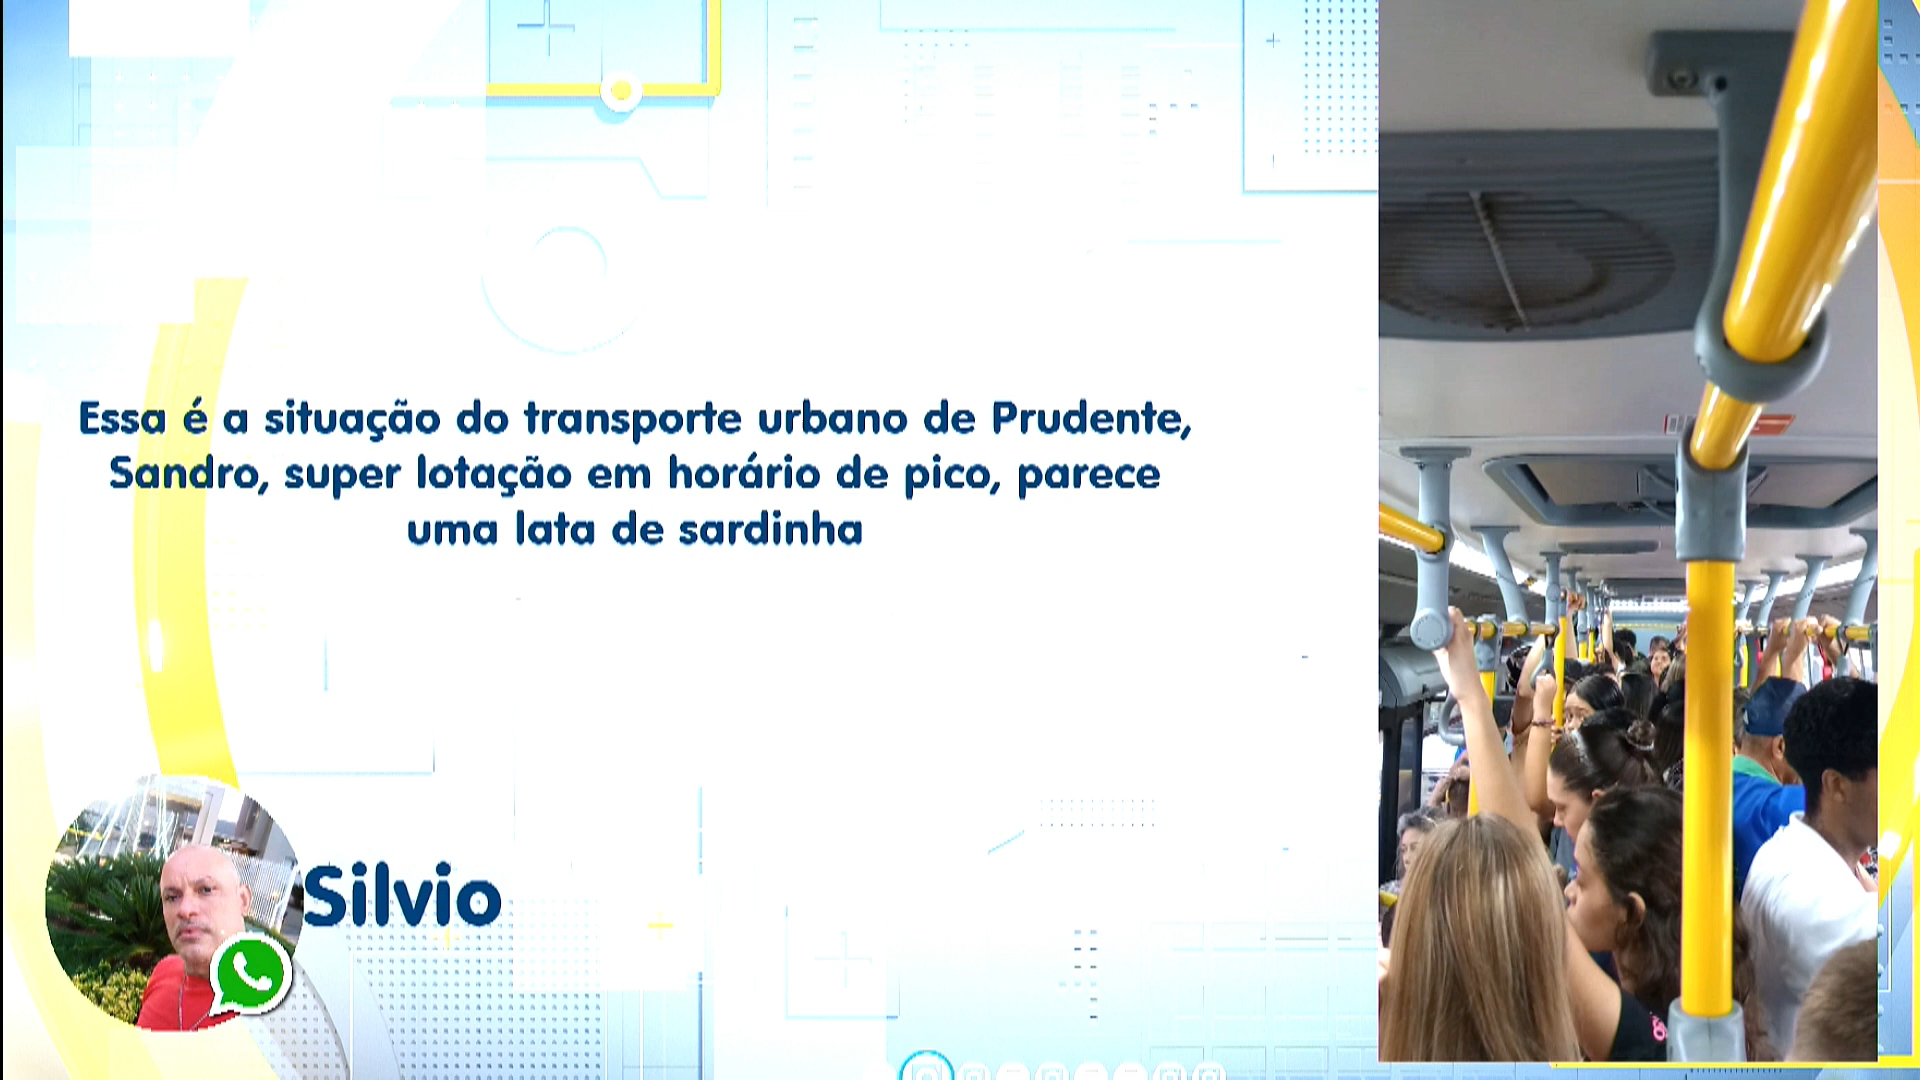 Essa é a situação do transporte urbano de Prudente,
Sandro, super lotação em horário de pico, parece
uma lata de sardinha
Silvio